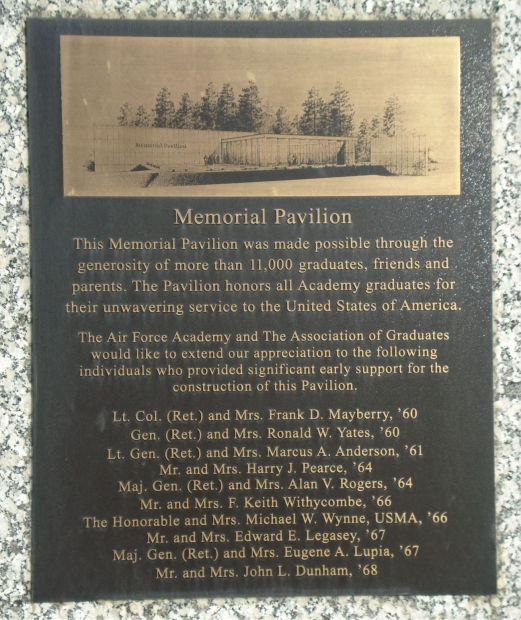 Memorial Pavilion
Memorial Pavilion
This Memorial Pavilion was made possible through the
generosity of more than 11,000 graduates, friends and
parents. The Pavilion honors all Academy graduates for
their unwavering service to the United States of America.
The Air Force Academy and The Association of Graduates
would like to extend our appreciation to the following
individuals who provided significant early support for the
construction of this Pavilion.
Lt. Col. (Ret.) and Mrs. Frank D. Mayberry, '60
Gen. (Ret.) and Mrs. Ronald W. Yates, '60
Lt. Gen. (Ret.) and Mrs. Marcus A. Anderson, '61
Mr. and Mrs. Harry J. Pearce, '64
Maj. Gen. (Ret.) and Mrs. Alan V. Rogers, '64
Mr. and Mrs. F. Keith Withycombe, '66
The Honorable and Mrs. Michael W. Wynne, USMA, '66
Mr. and Mrs. Edward E. Legasey, '67
Maj. Gen. (Ret.) and Mrs. Eugene A. Lupia, '67
Mr. and Mrs. John L. Dunham, '68